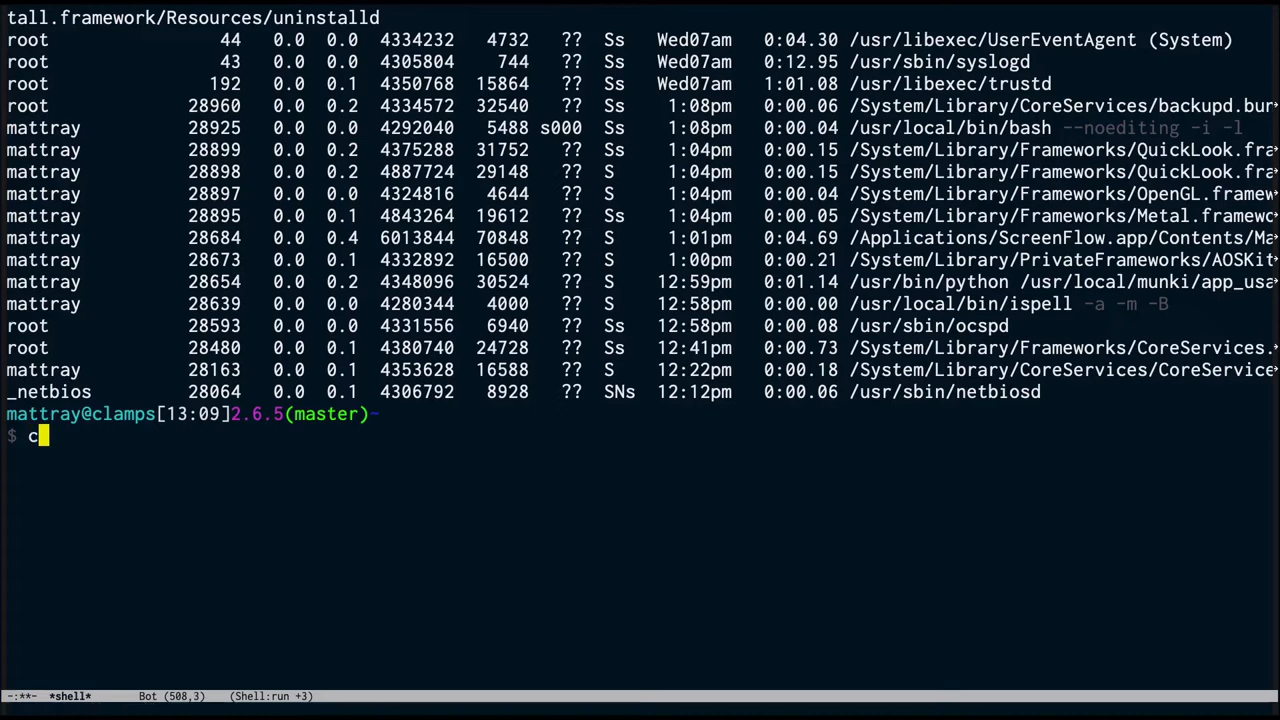 tall.framework/Resources/uninstalld
root 44 0.0 0.0 4334232 4732 ?? Ss Wed07am 0:04.30 /usr/libexec/UserEventAgent (System)
root 43 0.0 0.0 4305804 744 ?? Ss Wed07am 0:12.95 /usr/sbin/syslogd
root 192 0.0 0.1 4350768 15864 ?? Ss Wed07am 1:01.08 /usr/libexec/trustd
root 28960 0.0 0.2 4334572 32540 ?? Ss 1:08pm 0:00.06 /System/Library/CoreServices/backupd.bun
mattray 28925 0.0 0.0 4292040 5488 s000 Ss 1:08pm 0:00.06 /usr/local/bin/bash --noediting -i -l
mattray 28899 0.0 0.2 4375288 31752 ?? Ss 1:04pm 0:00.15 /System/Library/Frameworks/QuickLook.fra
mattray 28898 0.0 0.2 4887724 29148 ?? S 1:04pm 0:00.15 /System/Library/Frameworks/QuickLook.fra
mattray 28897 0.0 0.0 4324816 4644 ?? S 1:04pm 0:00.04 /System/Library/Frameworks/OpenGL.framew
mattray 28895 0.0 0.1 4843264 19612 ?? Ss 1:04pm 0:00.05 /System/Library/Frameworks/Metal.framewo
mattray 28684 0.0 0.4 6013844 70848 ?? S 1:01pm 0:04.69 /Applications/ScreenFlow.app/Contents/Ma
mattray 28673 0.0 0.1 4332892 16500 ?? S 1:00pm 0:00.21 /System/Library/PrivateFrameworks/AOSKit
mattray 28654 0.0 0.2 4348096 30524 ?? S 12:59pm 0:01.14 /usr/bin/python /usr/local/munki/app_usa
mattray 28639 0.0 0.0 4280344 4000 ?? S 12:58pm 0:00.00 /usr/local/bin/ispell -a -m -B
root 28593 0.0 0.0 4331556 6940 ?? Ss 12:58pm 0:00.08 /usr/sbin/ocspd
root 28480 0.0 0.1 4380740 24728 ?? Ss 12:41pm 0:00.73 /System/Library/Frameworks/CoreServices.
mattray 28163 0.0 0.1 4353628 16588 ?? S 12:22pm 0:00.18 /System/Library/CoreServices/CoreService
_netbios 28064 0.0 0.1 4306792 8928 ?? SNs 12:12pm 0:00.06 /usr/sbin/netbiosd
mattray@clamps[13:09]2.6.5(master)~
$ c
-:**- *shell* Bot (508,3) (Shell:run +3)